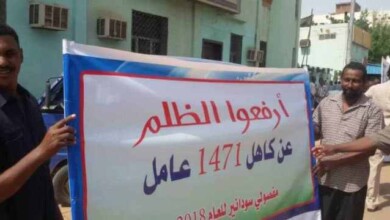 أرفعوا الظلم
عن كاهل 1471 عامل
مفصولي سودانير للعام 2018